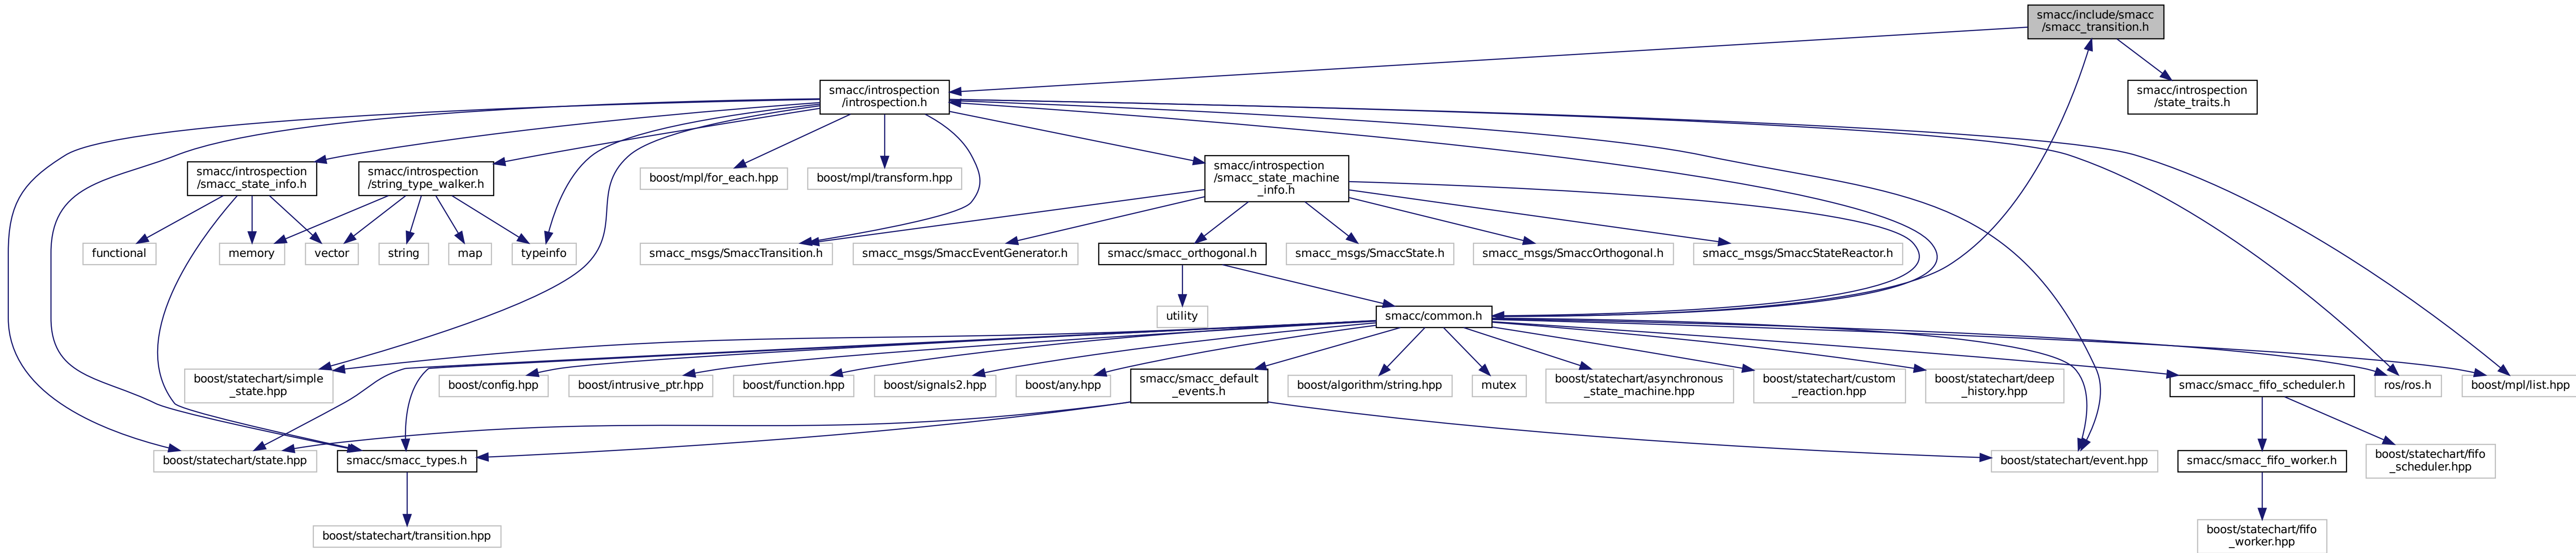 smacc/include/smacc
/smacc_transition.h
smacc/introspection
/introspection.h
smacc/introspection
/state_traits.h
smacc/introspection
/smacc_state_info.h
smacc/introspection
/string_type_walker.h
boost/mpl/for_each.hpp
boost/mpl/transform.hpp
smacc/introspection
/smacc_state_machine
_info.h
functional
memory
vector
string
map
typeinfo
smacc_msgs/SmaccTransition.h
smacc_msgs/SmaccEventGenerator.h
smacc/smacc_orthogonal.h
smacc_msgs/SmaccState.h
smacc_msgs/SmaccOrthogonal.h
smacc_msgs/SmaccStateReactor.h
utility
smacc/common.h
boost/statechart/simple
_state.hpp
boost/config.hpp
boost/intrusive_ptr.hpp
boost/function.hpp
boost/signals2.hpp
boost/any.hpp
smacc/smacc_default
_events.h
boost/algorithm/string.hpp
mutex
boost/statechart/asynchronous
_state_machine.hpp
boost/statechart/custom
_reaction.hpp
boost/statechart/deep
_history.hpp
smacc/smacc_fifo_scheduler.h
ros/ros.h
boost/mpl/list.hpp
boost/statechart/state.hpp
smacc/smacc_types.h
boost/statechart/event.hpp
smacc/smacc_fifo_worker.h
boost/statechart/fifo
_scheduler.hpp
boost/statechart/transition.hpp
boost/statechart/fifo
_worker.hpp